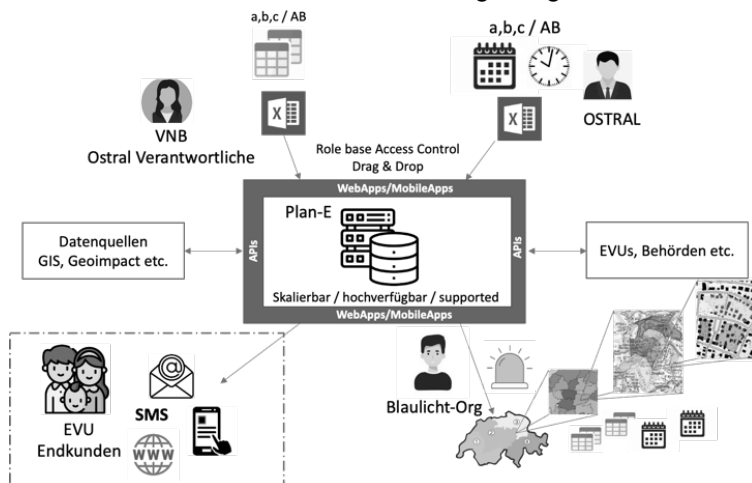 a,b,c / AB
a,b,c / AB
X
X
VNB
Ostral Verantwortliche
OSTRAL
Role base Access Control
Drag & Drop
WebApps/MobileApps
Plan-E
APIs
APIs
Datenquellen
GIS, Geoimpact etc.
EVUs, Behörden etc.
Skalierbar / hochverfügbar / supported
WebApps/MobileApps
@
SMS
EVU
Endkunden
WWW
Blaulicht-Org